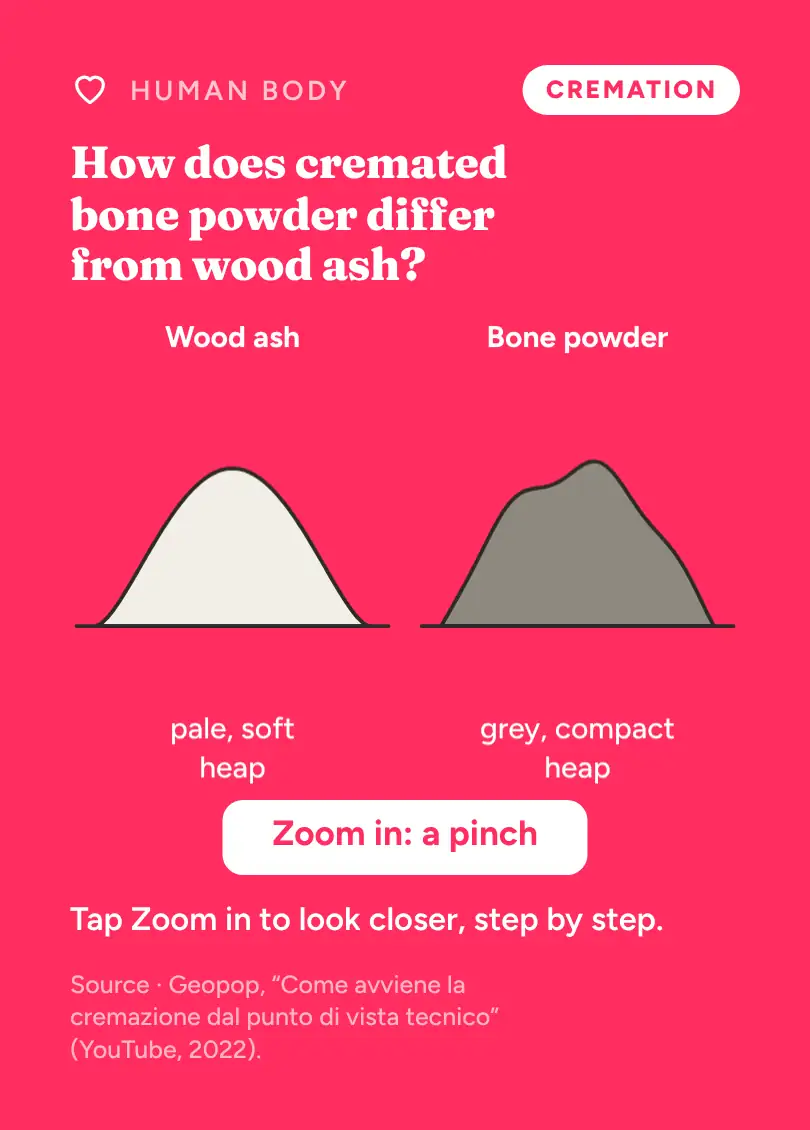 HUMAN BODY
CREMATION
How does cremated
bone powder differ
from wood ash?
Wood ash
Bone powder
pale, soft
heap
grey, compact
heap
Zoom in: a pinch
Tap Zoom in to look closer, step by step.
Source · Geopop, “Come avviene la
cremazione dal punto di vista tecnico”
(YouTube, 2022).